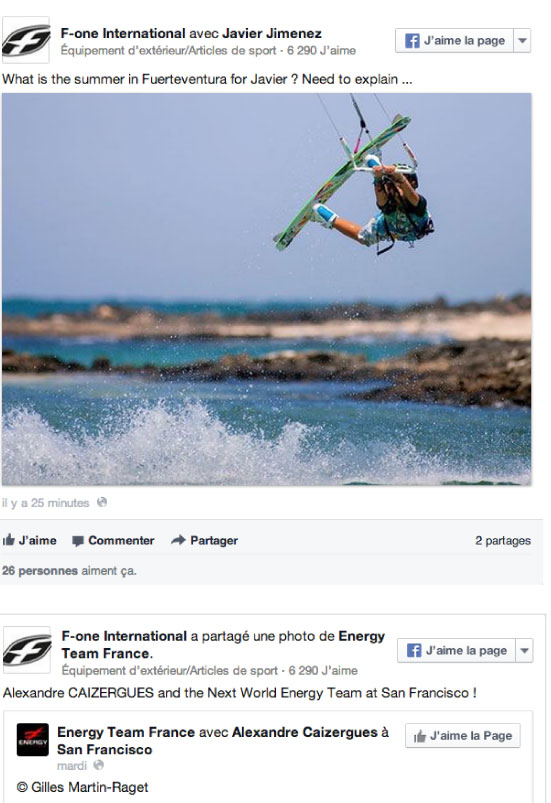 F-one International avec Javier Jimenez
Équipement d'extérieur/Articles de sport · 6 290 J'aime
J'aime la page
What is the summer in Fuerteventura for Javier ? Need to explain ...
il y a 25 minutes
J'aime Commenter Partager 2 partages
26 personnes aiment ça.
F-one International a partagé une photo de Energy
Team France.
Équipement d'extérieur/Articles de sport · 6 290 J'aime
J'aime la page
Alexandre CAIZERGUES and the Next World Energy Team at San Francisco !
ENERGY
Energy Team France avec Alexandre Caizergues à
San Francisco
mardi
J'aime la Page
© Gilles Martin-Raget